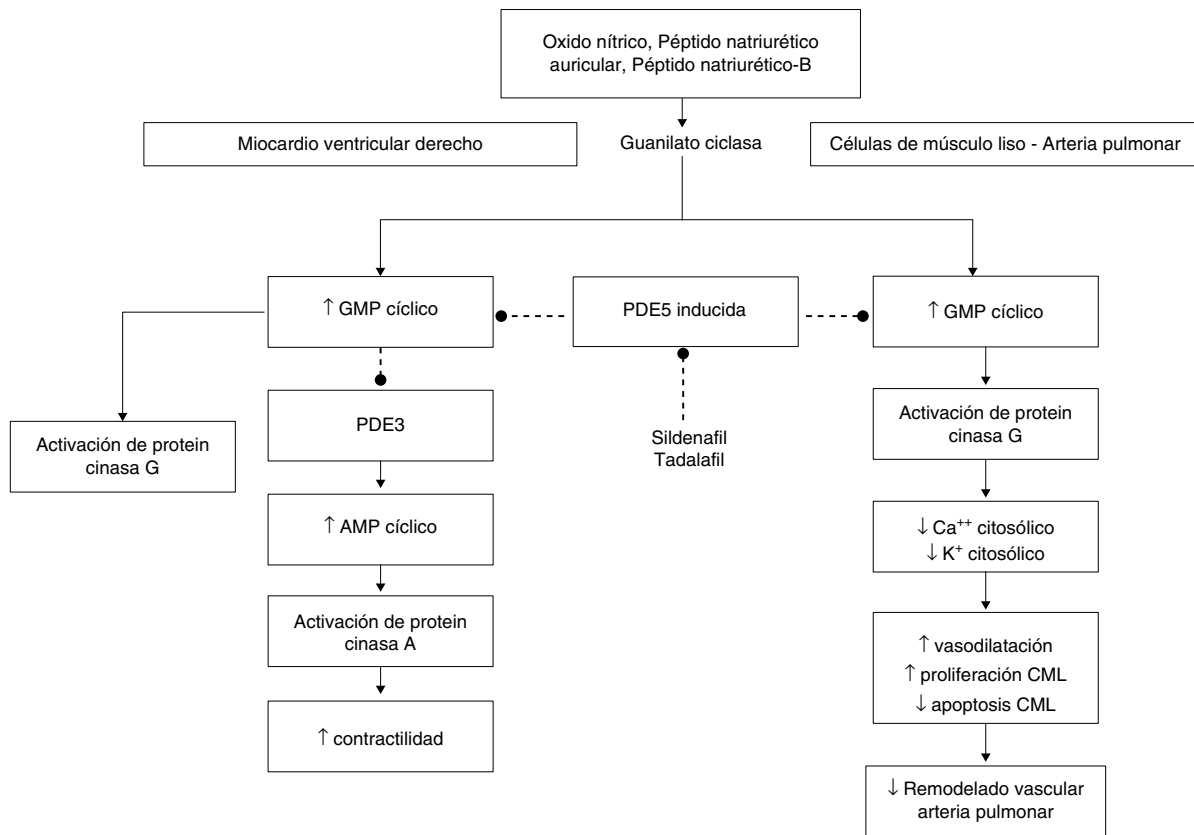 Oxido nítrico, Péptido natriurético
auricular, Péptido natriurético-B
Miocardio ventricular derecho
Guanilato ciclasa
Células de músculo liso - Arteria pulmonar
↑ GMP cíclico
PDE5 inducida
↑ GMP cíclico
Activación de protein
cinasa G
PDE3
Sildenafil
Tadalafil
Activación de protein
cinasa G
↑ AMP cíclico
↓ Ca⁺⁺ citosólico
↓ K⁺ citosólico
Activación de protein
cinasa A
↑ vasodilatación
↑ proliferación CML
↓ apoptosis CML
↑ contractilidad
↓ Remodelado vascular
arteria pulmonar